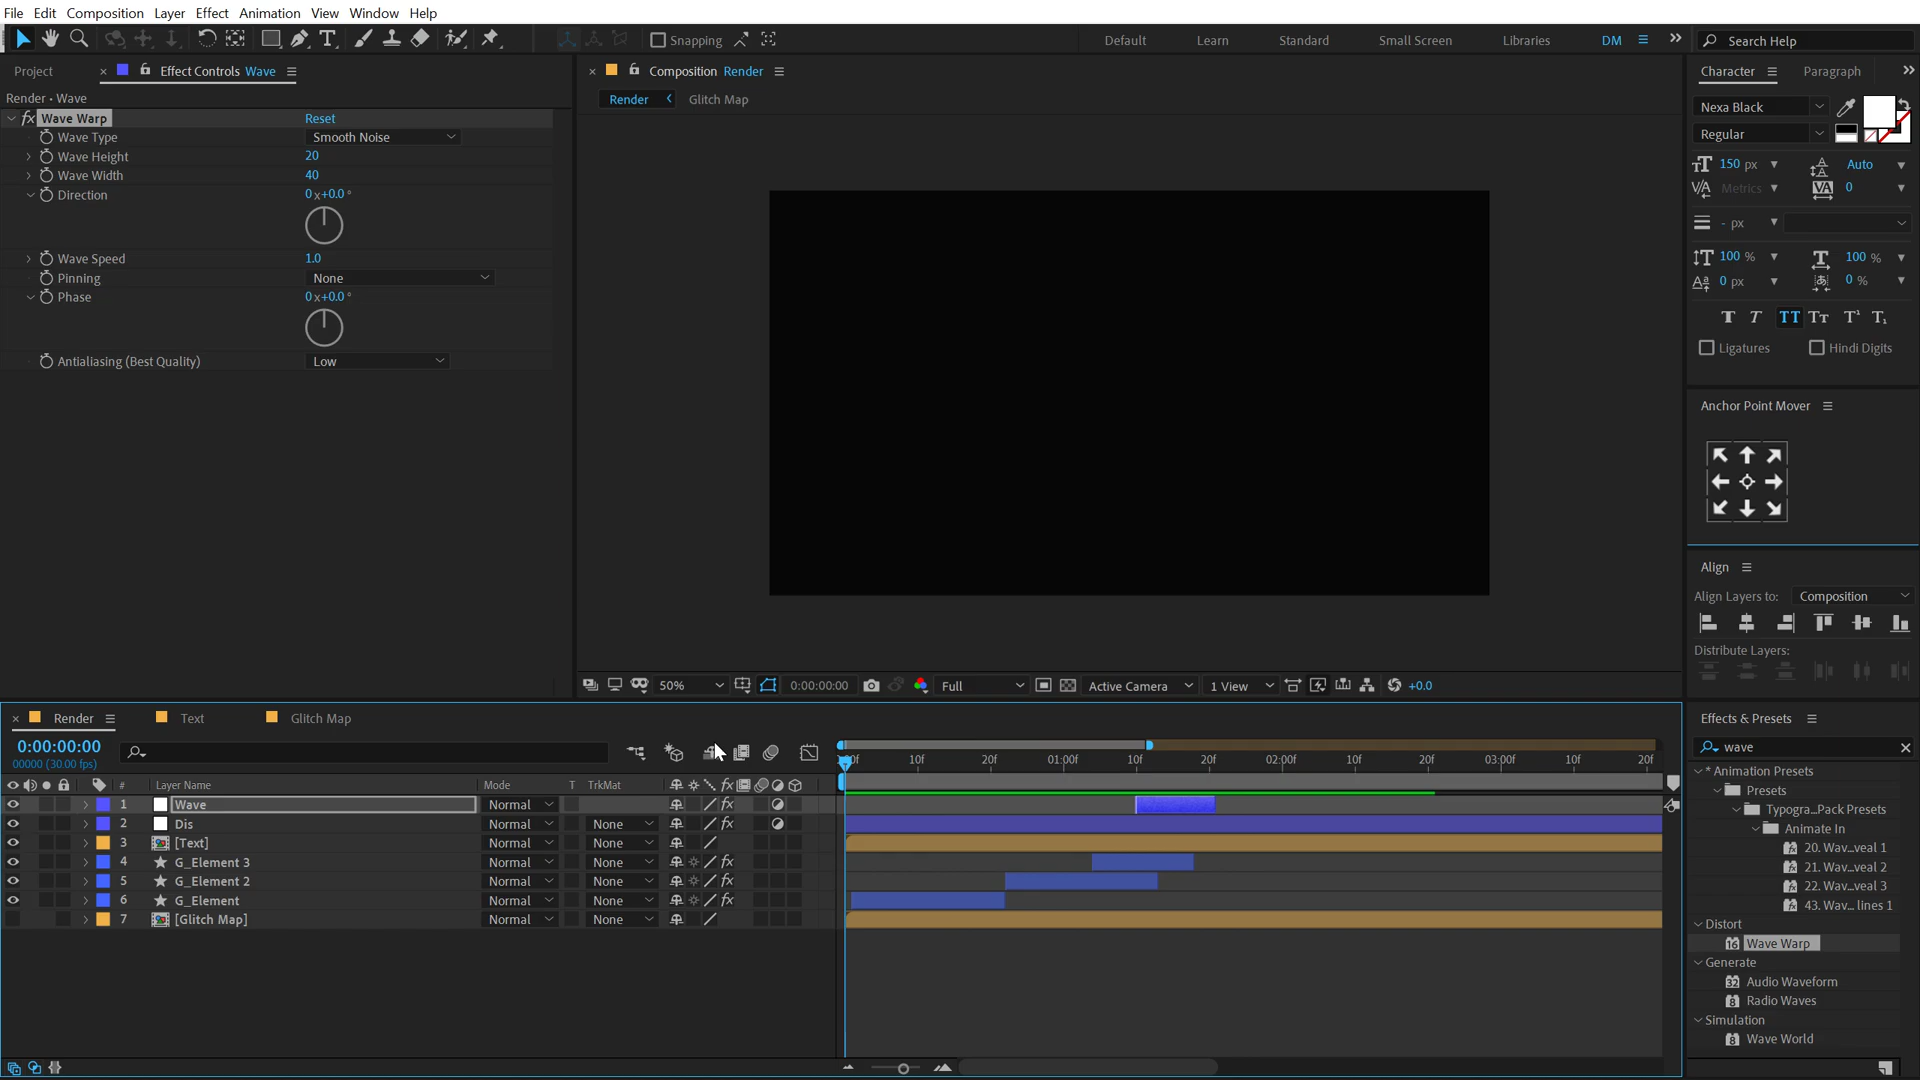 File Edit Composition Layer Effect Animation View Window Help
Snapping
Default Learn Standard Small Screen Libraries DM
Search Help
Project
Effect Controls Wave
Composition Render
Character Paragraph
Render • Wave
Render Glitch Map
fx Wave Warp Reset
Wave Type Smooth Noise
Wave Height 20
Wave Width 40
Direction 0x+0.0°
Wave Speed 1.0
Pinning None
Phase 0x+0.0°
Antialiasing (Best Quality) Low
Nexa Black
Regular
150 px Auto
Metrics 0
- px
100 % 100 %
0 px 0 %
Ligatures Hindi Digits
Anchor Point Mover
Align
Align Layers to: Composition
Distribute Layers:
50% 0:00:00:00 Full Active Camera 1 View +0.0
Render Text Glitch Map
0:00:00:00
00000 (30.00 fps)
10f 20f 01:00f 10f 20f 02:00f 10f 20f 03:00f 10f 20f
# Layer Name Mode T TrkMat
1 Wave Normal
2 Dis Normal None
3 [Text] Normal None
4 G_Element 3 Normal None
5 G_Element 2 Normal None
6 G_Element Normal None
7 [Glitch Map] Normal None
Effects & Presets
wave
* Animation Presets
Presets
Typogra...Pack Presets
Animate In
20. Wav...veal 1
21. Wav...veal 2
22. Wav...veal 3
43. Wav... lines 1
Distort
Wave Warp
Generate
Audio Waveform
Radio Waves
Simulation
Wave World